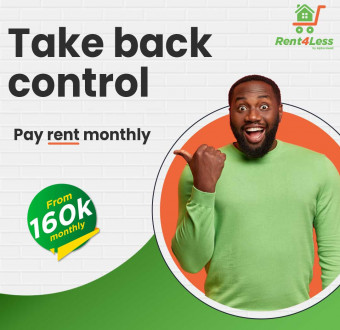 Rent4Less
Take back
control
Pay rent monthly
From
160k
monthly